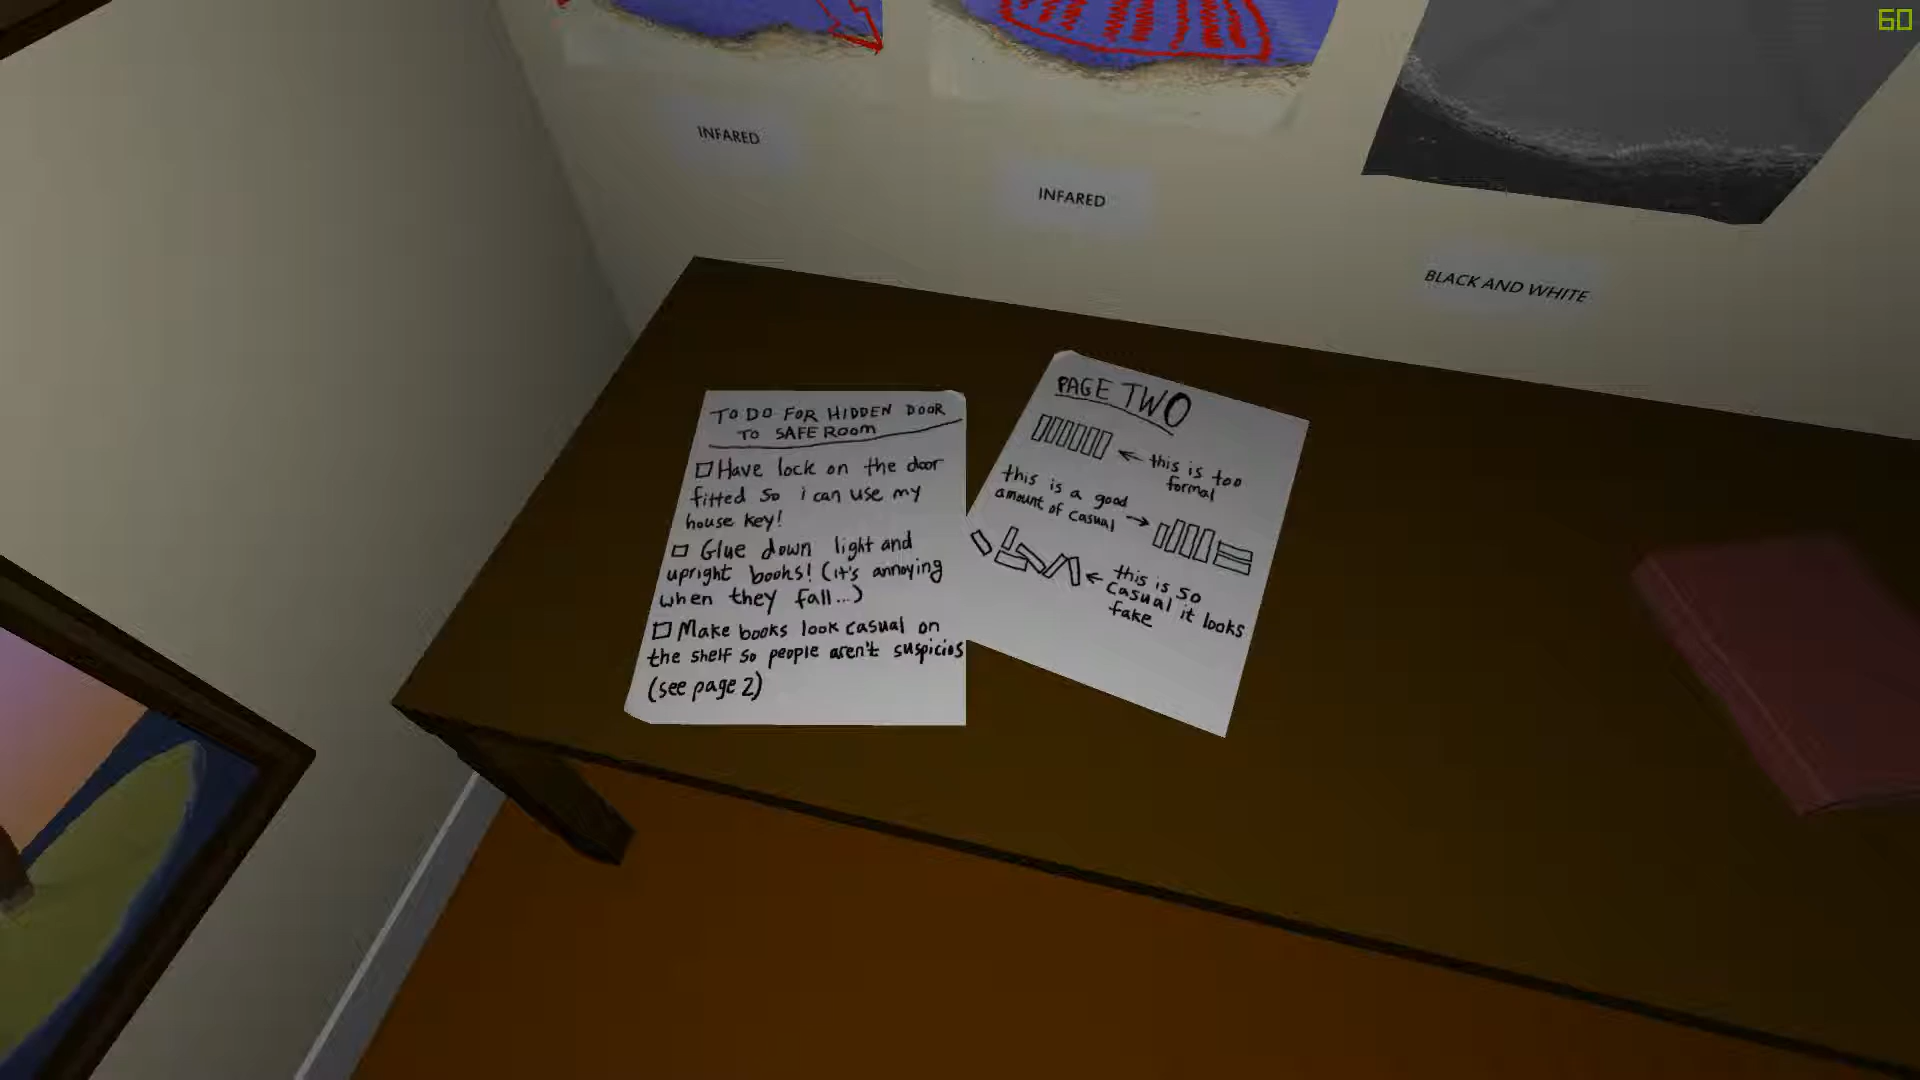 60
INFARED
INFARED
BLACK AND WHITE
TO DO FOR HIDDEN DOOR
TO SAFE ROOM
Have lock on the door
fitted so i can use my
house key!
Glue down light and
upright books! (it's annoying
when they fall...)
Make books look casual on
the shelf so people aren't suspicios
(see page 2)
PAGE TWO
this is too
formal
this is a good
amount of casual
this is so
casual it looks
fake